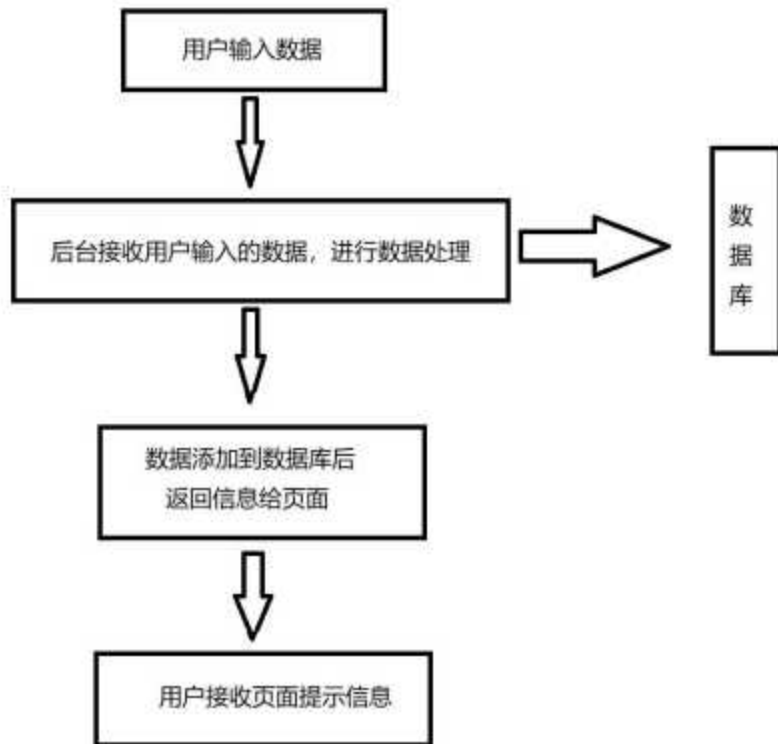 用户输入数据
后台接收用户输入的数据，进行数据处理
数
据
库
数据添加到数据库后
返回信息给页面
用户接收页面提示信息